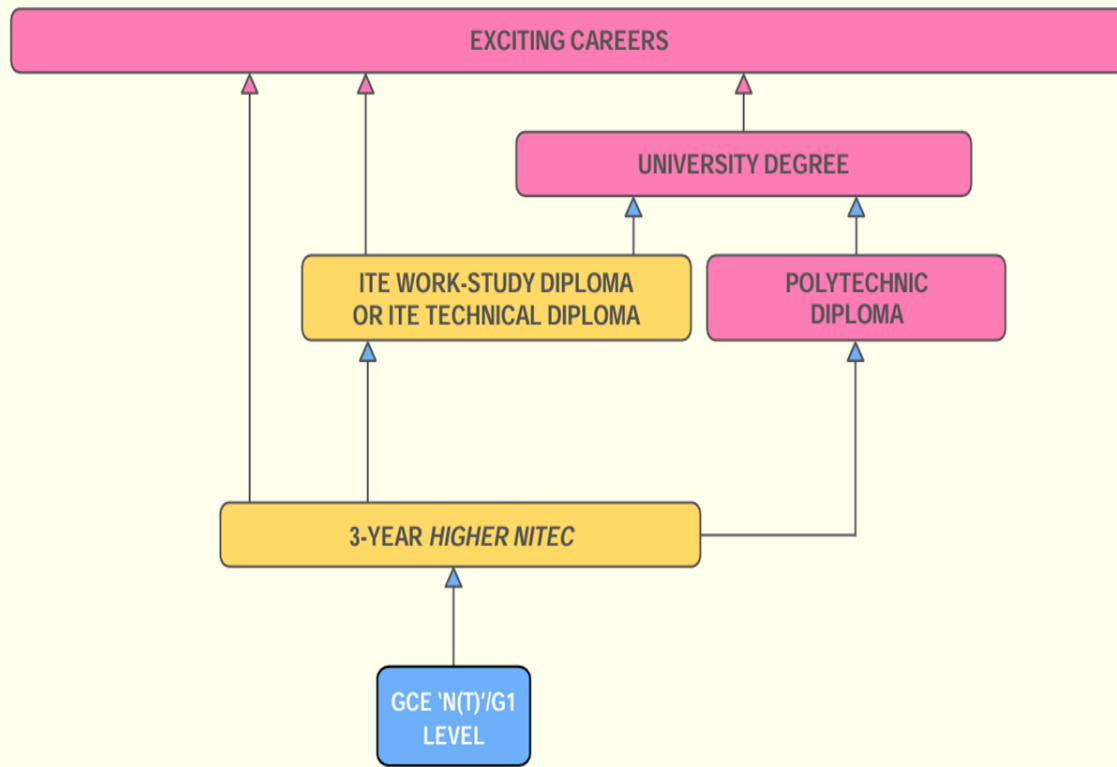 EXCITING CAREERS
UNIVERSITY DEGREE
ITE WORK-STUDY DIPLOMA
OR ITE TECHNICAL DIPLOMA
POLYTECHNIC
DIPLOMA
3-YEAR HIGHER NITEC
GCE ‘N(T)’/G1
LEVEL